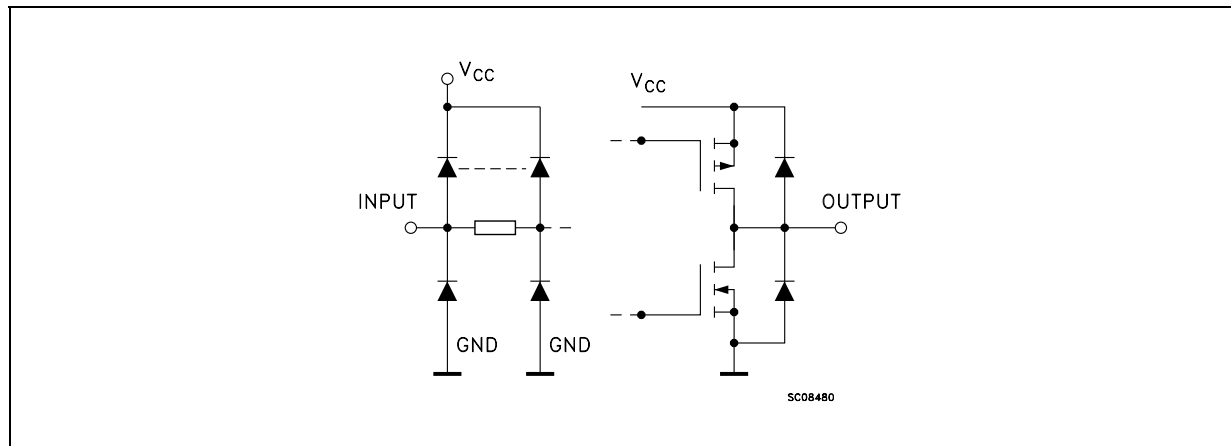 VCC
VCC
INPUT
OUTPUT
GND
GND
SC08480